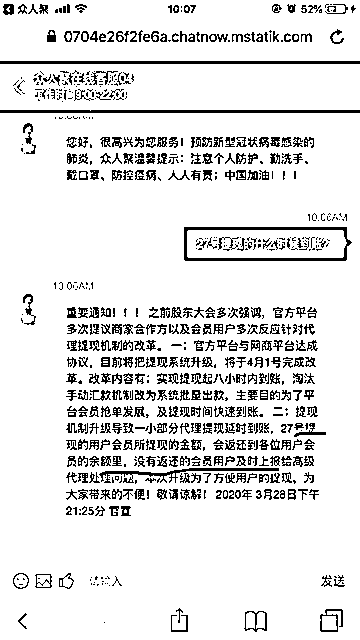 众人聚
10:07
52%
0704e26f2fe6a.chatnow.mstatik.com
众人聚在线客服04
工作时间9:00-22:00
您好，很高兴为您服务！预防新型冠状病毒感染的
肺炎，众人聚温馨提示：注意个人防护、勤洗手、
戴口罩、防控疫病、人人有责；中国加油！！！
10:06AM
27号提现的什么时候到账?
10:06AM
重要通知！！！之前股东大会多次强调，官方平台
多次提议商家合作方以及会员用户多次反应针对代
理提现机制的改革。一；官方平台与网商平台达成
协议，目前将把提现系统升级，将于4月1号完成改
革。改革内容有：实现提现起八小时内到账，淘汰
手动汇款机制改为系统批量出款，主要目的为了平
台会员抢单发展，及提现时间快速到账。二；提现
机制升级导致一小部分代理提现延时到账，27号提
现的用户会员所提现的金额，会返还到各位用户会
员的余额里，没有返还的会员用户及时上报给高级
代理处理问题，本次升级为了方便用户的提现，为
大家带来的不便！敬请谅解！2020年 3月28日下午
21:25分
请输入
发送